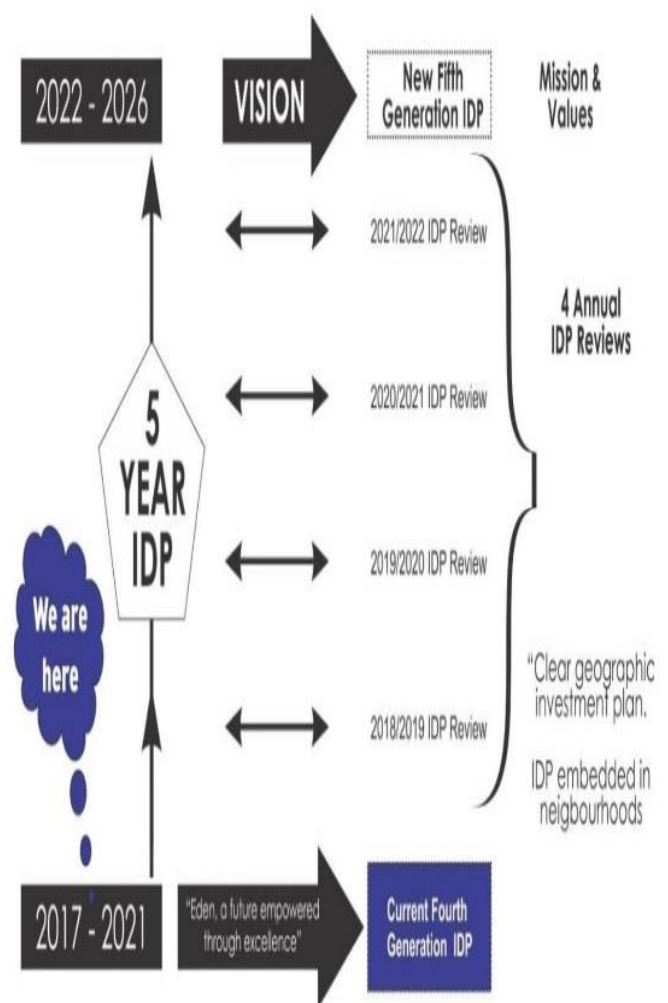 2022 - 2026
VISION
New Fifth
Generation IDP
Mission &
Values
2021/2022 IDP Review
4 Annual
IDP Reviews
2020/2021 IDP Review
5
YEAR
IDP
2019/2020 IDP Review
We are
here
"Clear geographic
investment plan.
2018/2019 IDP Review
IDP embedded in
neigbourhoods
2017 - 2021
"Eden, a future empowered
through excellence"
Current Fourth
Generation IDP